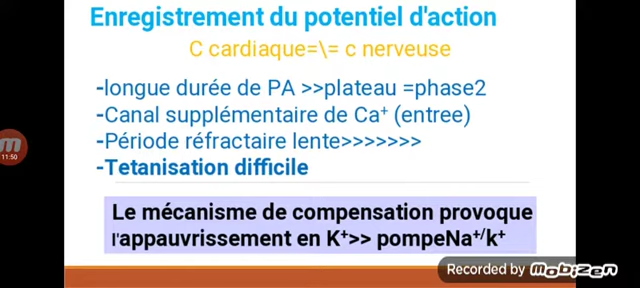 Enregistrement du potentiel d'action
C cardiaque=\= c nerveuse
-longue durée de PA >>plateau =phase2
-Canal supplémentaire de Ca+ (entree)
-Période réfractaire lente>>>>>>>
-Tetanisation difficile
Le mécanisme de compensation provoque
l'appauvrissement en K+>> pompeNa+/k+
11:50
Recorded by mobizen